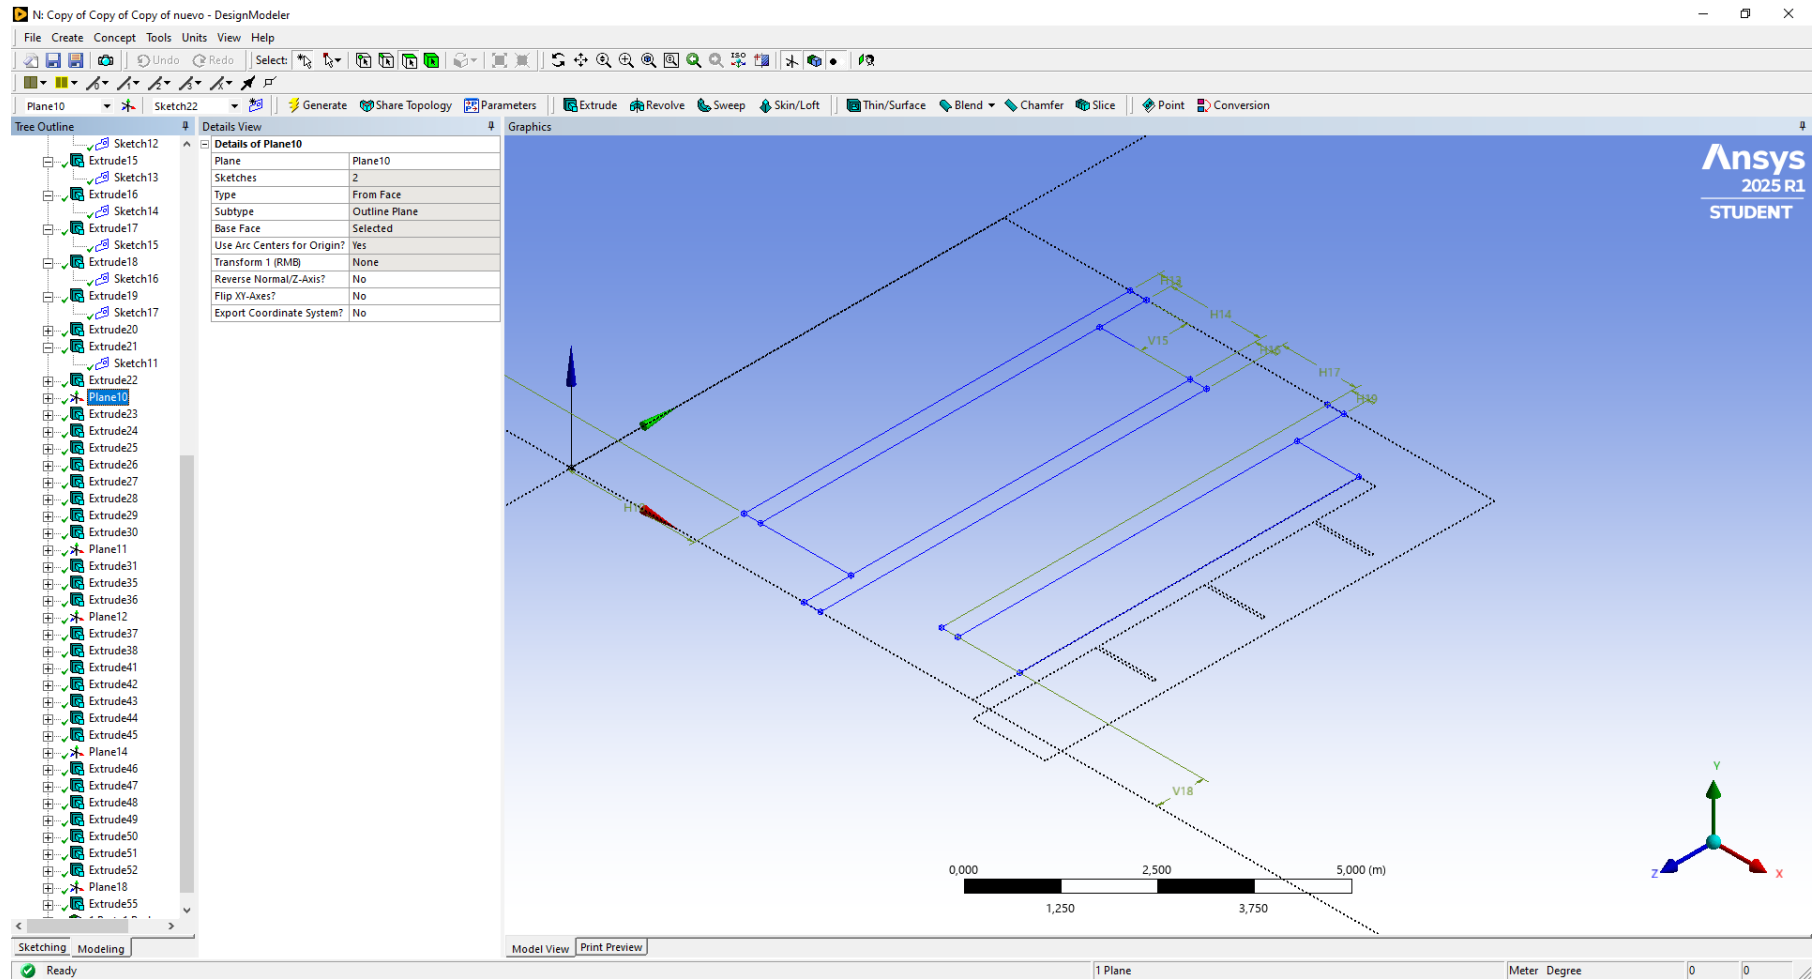 N: Copy of Copy of Copy of nuevo - DesignModeler
File Create Concept Tools Units View Help
Undo Redo Select:
Plane10 Sketch22 Generate Share Topology Parameters Extrude Revolve Sweep Skin/Loft Thin/Surface Blend Chamfer Slice Point Conversion
Tree Outline
Sketch12
Extrude15
Sketch13
Extrude16
Sketch14
Extrude17
Sketch15
Extrude18
Sketch16
Extrude19
Sketch17
Extrude20
Extrude21
Sketch11
Extrude22
Plane10
Extrude23
Extrude24
Extrude25
Extrude26
Extrude27
Extrude28
Extrude29
Extrude30
Plane11
Extrude31
Extrude35
Extrude36
Plane12
Extrude37
Extrude38
Extrude41
Extrude42
Extrude43
Extrude44
Extrude45
Plane14
Extrude46
Extrude47
Extrude48
Extrude49
Extrude50
Extrude51
Extrude52
Plane18
Extrude55
Sketching Modeling
Details View
Details of Plane10
Plane Plane10
Sketches 2
Type From Face
Subtype Outline Plane
Base Face Selected
Use Arc Centers for Origin? Yes
Transform 1 (RMB) None
Reverse Normal/Z-Axis? No
Flip XY-Axes? No
Export Coordinate System? No
Graphics
Ansys
2025 R1
STUDENT
H14
V15
H17
H19
V18
0,000 2,500 5,000 (m)
1,250 3,750
Y
Z
X
Model View Print Preview
Ready 1 Plane Meter Degree 0 0